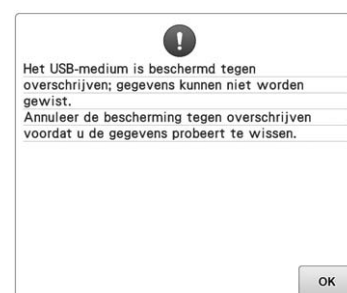 Het USB-medium is beschermd tegen
overschrijven; gegevens kunnen niet worden
gewist.
Annuleer de bescherming tegen overschrijven
voordat u de gegevens probeert te wissen.
OK